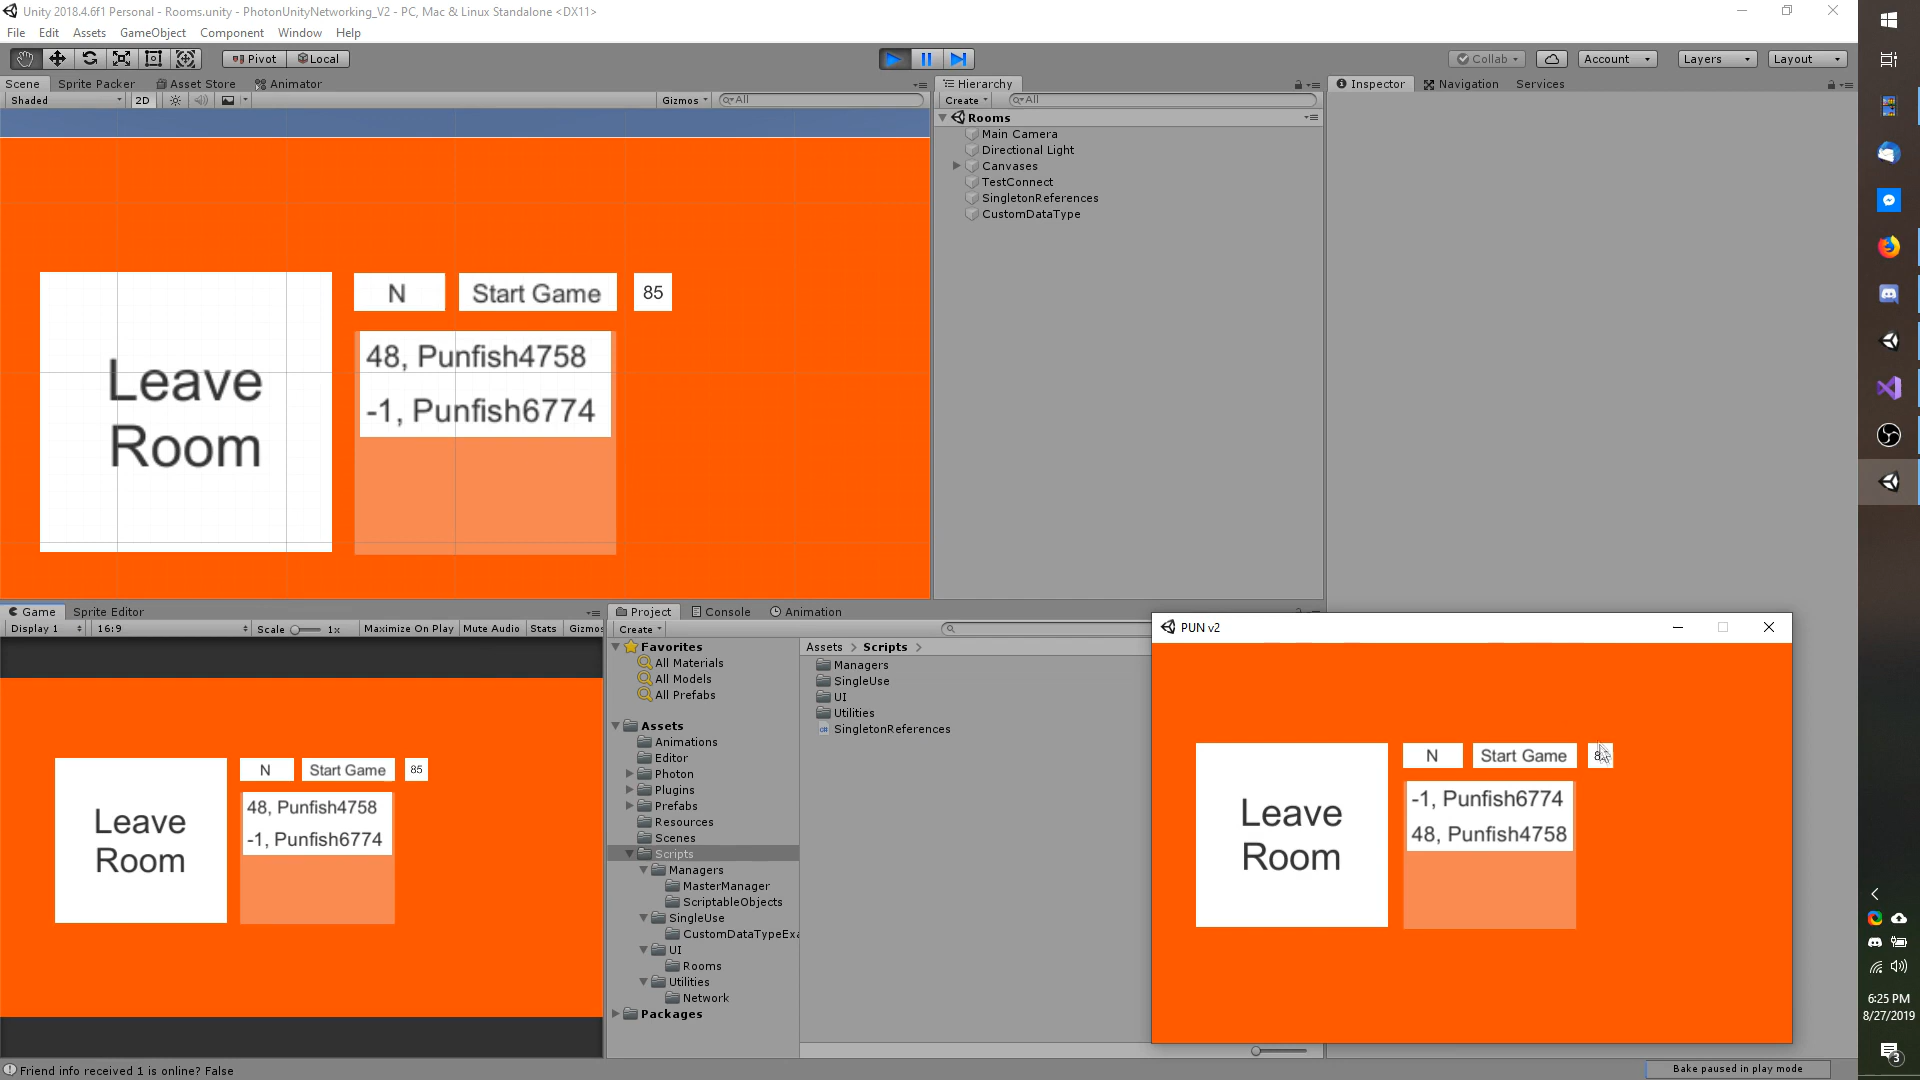 Unity 2018.4.6f1 Personal - Rooms.unity - PhotonUnityNetworking_V2 - PC, Mac & Linux Standalone <DX11>
File Edit Assets GameObject Component Window Help
Pivot Local Collab Account Layers Layout
Scene Sprite Packer Asset Store Animator
Shaded 2D Gizmos All
Leave
Room
N Start Game 85
48, Punfish4758
-1, Punfish6774
Hierarchy
Create All
Rooms
Main Camera
Directional Light
Canvases
TestConnect
SingletonReferences
CustomDataType
Inspector Navigation Services
Game Sprite Editor
Display 1 16:9 Scale 1x Maximize On Play Mute Audio Stats Gizmos
Leave
Room
N Start Game 85
48, Punfish4758
-1, Punfish6774
Project Console Animation
Create
Favorites
All Materials
All Models
All Prefabs
Assets
Animations
Editor
Photon
Plugins
Prefabs
Resources
Scenes
Scripts
Managers
MasterManager
ScriptableObjects
SingleUse
CustomDataTypeExa
UI
Rooms
Utilities
Network
Packages
Assets > Scripts >
Managers
SingleUse
UI
Utilities
SingletonReferences
PUN v2
Leave
Room
N Start Game
-1, Punfish6774
48, Punfish4758
Friend info received 1 is online? False
Bake paused in play mode
6:25 PM
8/27/2019
3